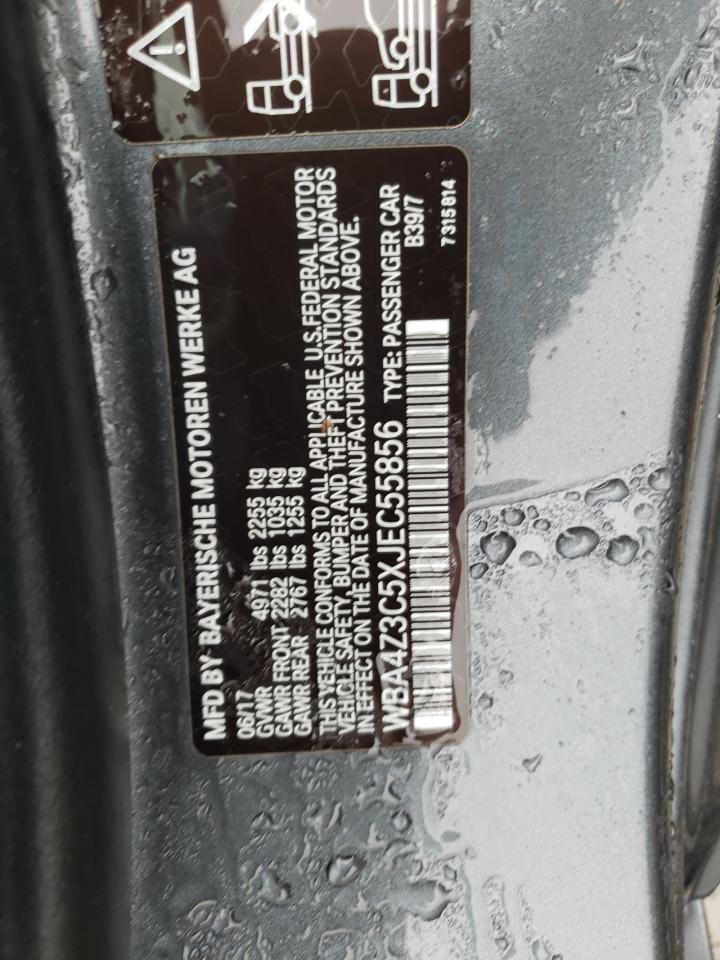 MFD BY BAYERISCHE MOTOREN WERKE AG
06/17
GVWR 4971 lbs 2255 kg
GAWR FRONT 2282 lbs 1035 kg
GAWR REAR 2767 lbs 1255 kg
THIS VEHICLE CONFORMS TO ALL APPLICABLE U.S.FEDERAL MOTOR
VEHICLE SAFETY, BUMPER AND THEFT PREVENTION STANDARDS
IN EFFECT ON THE DATE OF MANUFACTURE SHOWN ABOVE.
WBA4Z3C5XJEC55856 TYPE: PASSENGER CAR
B39/7
7315814